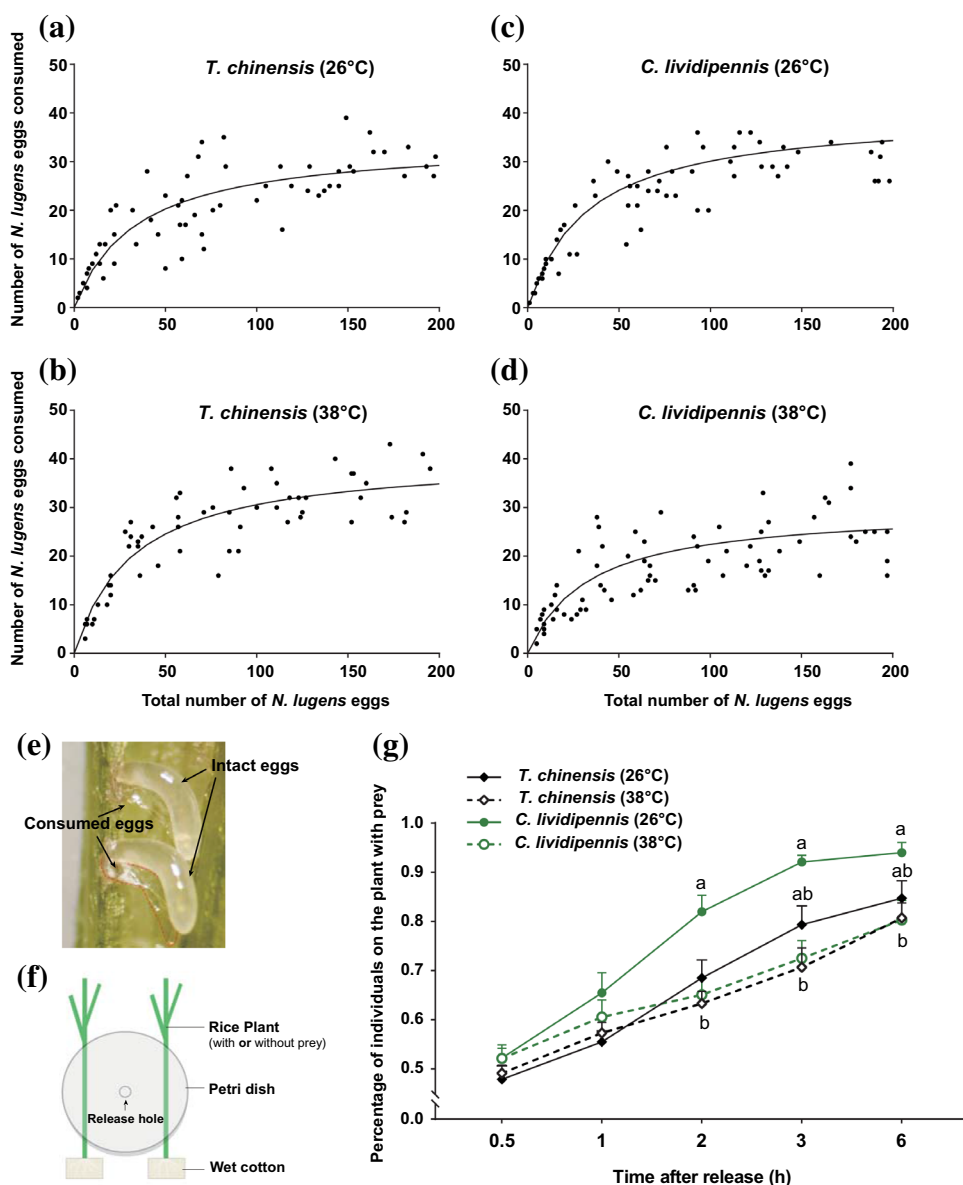 (a)
T. chinensis (26°C)
Number of N. lugens eggs consumed
50
40
30
20
10
0
0 50 100 150 200
(c)
C. lividipennis (26°C)
50
40
30
20
10
0
0 50 100 150 200
(b)
T. chinensis (38°C)
Number of N. lugens eggs consumed
50
40
30
20
10
0
0 50 100 150 200
Total number of N. lugens eggs
(d)
C. lividipennis (38°C)
50
40
30
20
10
0
0 50 100 150 200
Total number of N. lugens eggs
(e)
Intact eggs
Consumed eggs
(f)
Rice Plant
(with or without prey)
Petri dish
Release hole
Wet cotton
(g)
T. chinensis (26°C)
T. chinensis (38°C)
C. lividipennis (26°C)
C. lividipennis (38°C)
Percentage of individuals on the plant with prey
1.0
0.9
0.8
0.7
0.6
0.5
0.0
a
b
a
ab
b
a
ab
b
0.5 1 2 3 6
Time after release (h)